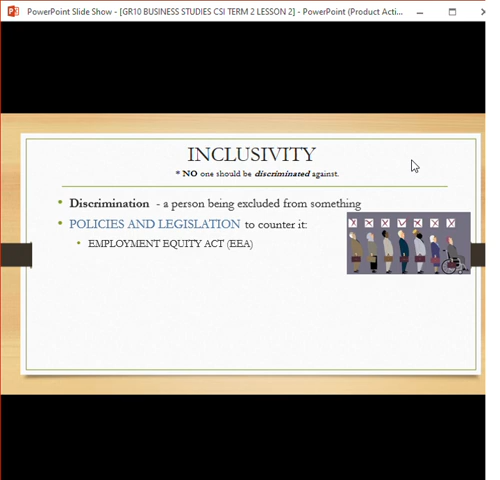 PowerPoint Slide Show - [GR10 BUSINESS STUDIES CSI TERM 2 LESSON 2] - PowerPoint (Product Acti...
INCLUSIVITY
* NO one should be discriminated against.
• Discrimination - a person being excluded from something
• POLICIES AND LEGISLATION to counter it:
• EMPLOYMENT EQUITY ACT (EEA)